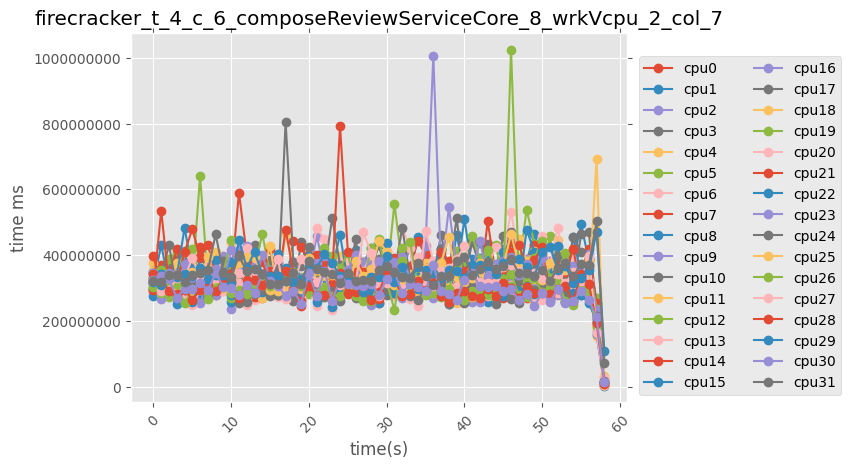 firecracker_t_4_c_6_composeReviewServiceCore_8_wrkVcpu_2_col_7
time ms
1000000000
800000000
600000000
400000000
200000000
0
0 10 20 30 40 50 60
time(s)
cpu0 cpu16
cpu1 cpu17
cpu2 cpu18
cpu3 cpu19
cpu4 cpu20
cpu5 cpu21
cpu6 cpu22
cpu7 cpu23
cpu8 cpu24
cpu9 cpu25
cpu10 cpu26
cpu11 cpu27
cpu12 cpu28
cpu13 cpu29
cpu14 cpu30
cpu15 cpu31